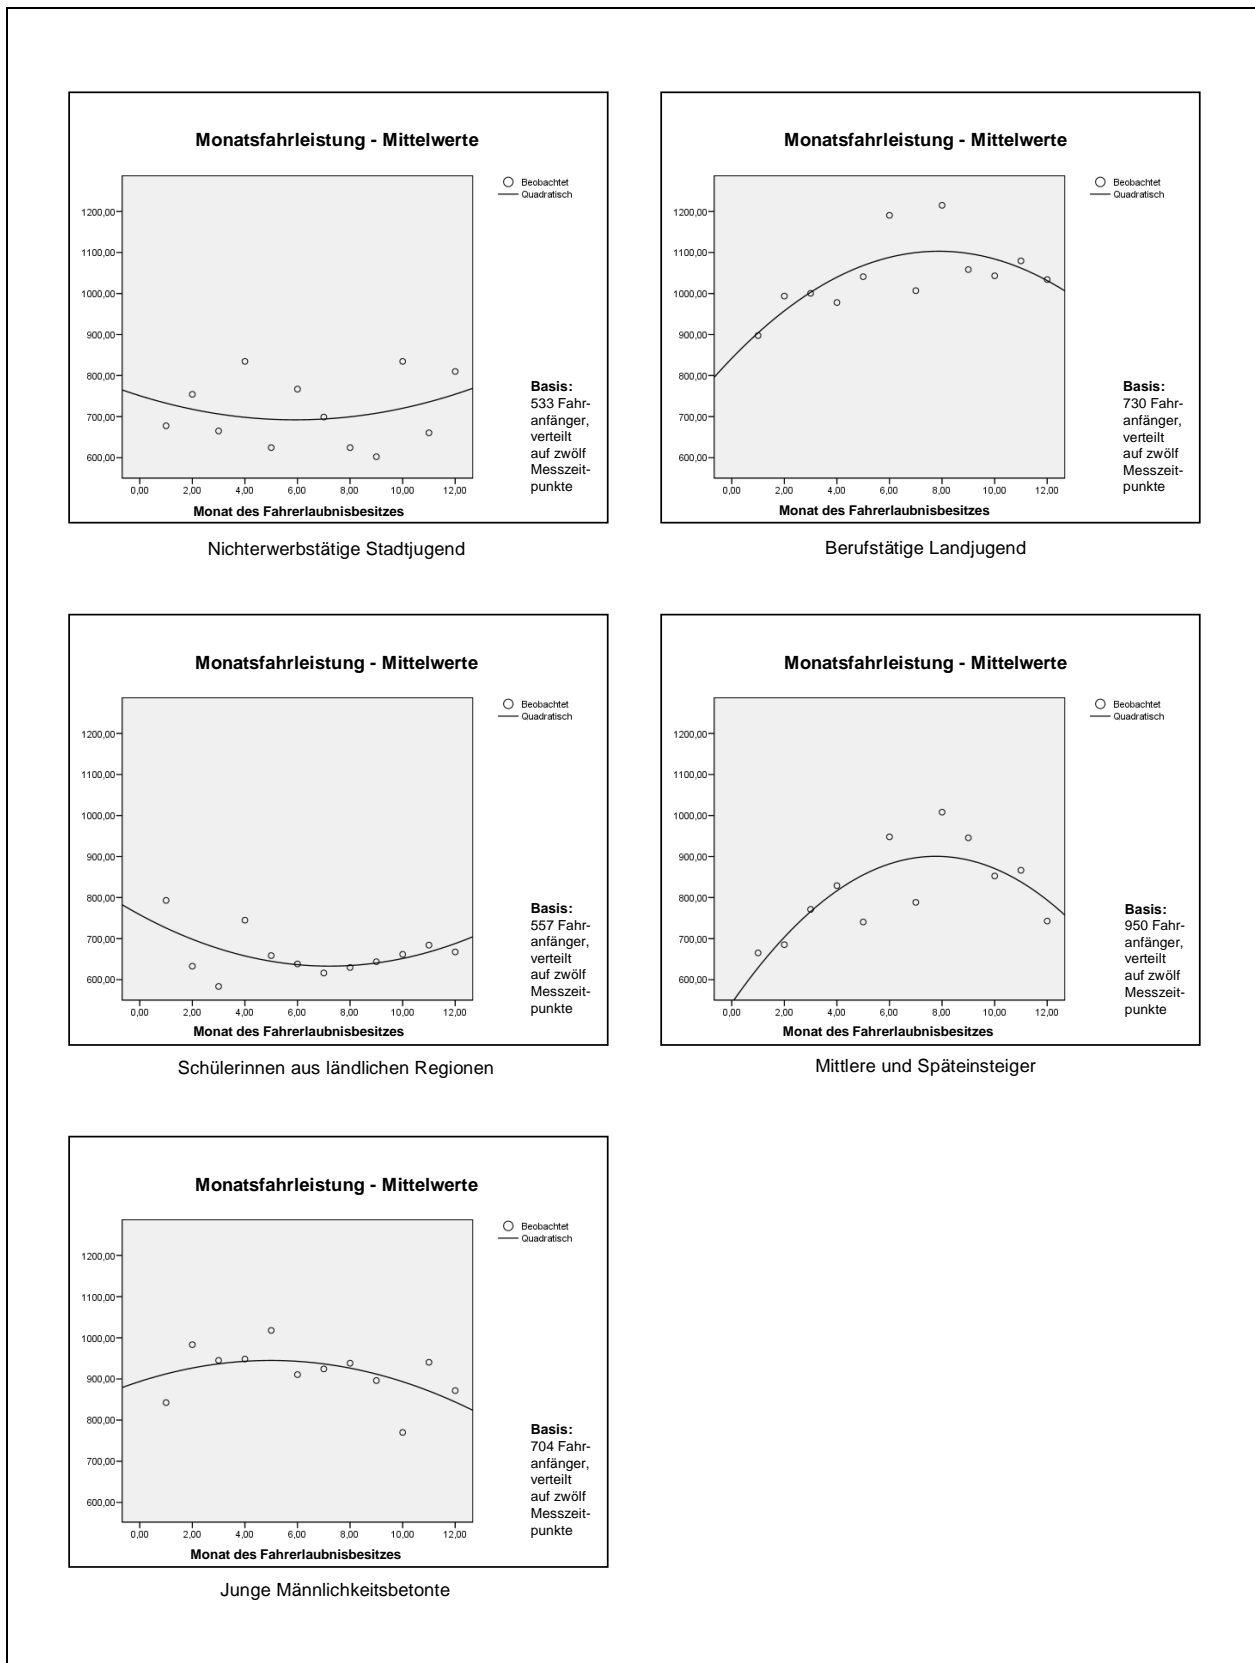 Monatsfahrleistung - Mittelwerte
Beobachtet
Quadratisch
1200,00
1100,00
1000,00
900,00
800,00
700,00
600,00
0,00 2,00 4,00 6,00 8,00 10,00 12,00
Monat des Fahrerlaubnisbesitzes
Basis:
533 Fahr-
anfänger,
verteilt
auf zwölf
Messzeit-
punkte
Nichterwerbstätige Stadtjugend
Monatsfahrleistung - Mittelwerte
Beobachtet
Quadratisch
1200,00
1100,00
1000,00
900,00
800,00
700,00
600,00
0,00 2,00 4,00 6,00 8,00 10,00 12,00
Monat des Fahrerlaubnisbesitzes
Basis:
730 Fahr-
anfänger,
verteilt
auf zwölf
Messzeit-
punkte
Berufstätige Landjugend
Monatsfahrleistung - Mittelwerte
Beobachtet
Quadratisch
1200,00
1100,00
1000,00
900,00
800,00
700,00
600,00
0,00 2,00 4,00 6,00 8,00 10,00 12,00
Monat des Fahrerlaubnisbesitzes
Basis:
557 Fahr-
anfänger,
verteilt
auf zwölf
Messzeit-
punkte
Schülerinnen aus ländlichen Regionen
Monatsfahrleistung - Mittelwerte
Beobachtet
Quadratisch
1200,00
1100,00
1000,00
900,00
800,00
700,00
600,00
0,00 2,00 4,00 6,00 8,00 10,00 12,00
Monat des Fahrerlaubnisbesitzes
Basis:
950 Fahr-
anfänger,
verteilt
auf zwölf
Messzeit-
punkte
Mittlere und Späteinsteiger
Monatsfahrleistung - Mittelwerte
Beobachtet
Quadratisch
1200,00
1100,00
1000,00
900,00
800,00
700,00
600,00
0,00 2,00 4,00 6,00 8,00 10,00 12,00
Monat des Fahrerlaubnisbesitzes
Basis:
704 Fahr-
anfänger,
verteilt
auf zwölf
Messzeit-
punkte
Junge Männlichkeitsbetonte